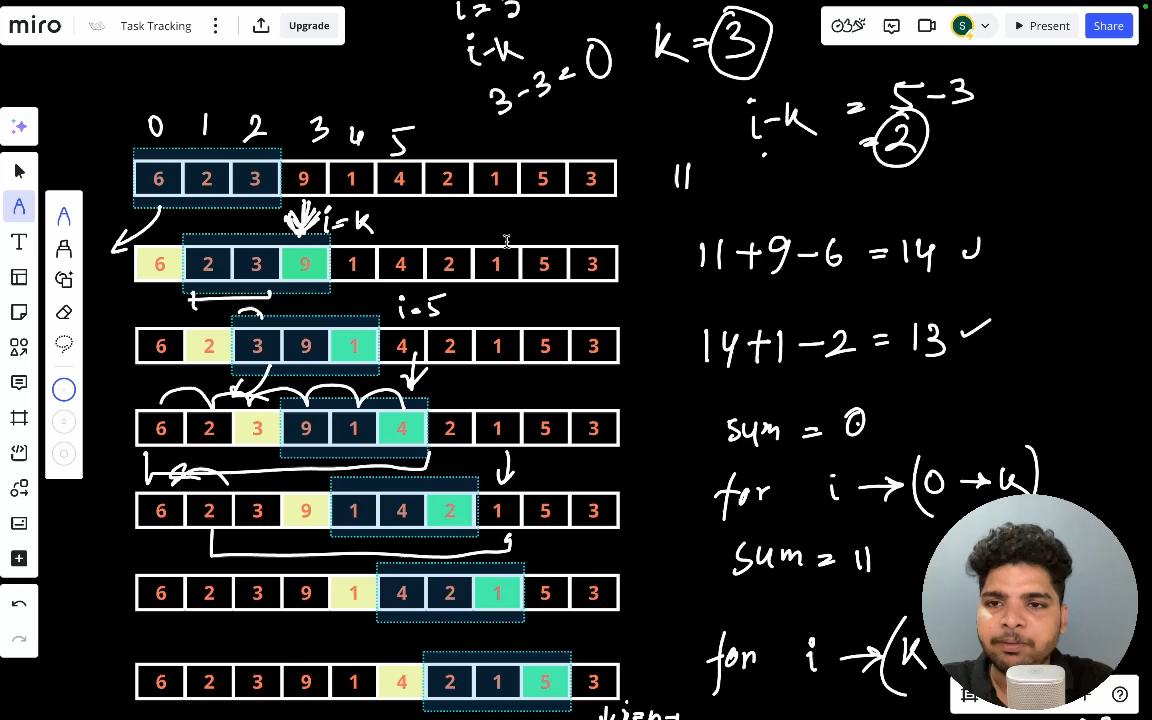 miro
Task Tracking
Upgrade
Present
Share
S
i-k
3-3=0
k=3
i-k = 5-3
= 2
0 1 2 3 4 5
6 2 3 9 1 4 2 1 5 3
11
i=k
6 2 3 9 1 4 2 1 5 3
11+9-6 = 14 ✓
i=5
6 2 3 9 1 4 2 1 5 3
14+1-2 = 13 ✓
6 2 3 9 1 4 2 1 5 3
sum = 0
for i → (0 → k)
6 2 3 9 1 4 2 1 5 3
sum = 11
6 2 3 9 1 4 2 1 5 3
for i → (k
6 2 3 9 1 4 2 1 5 3